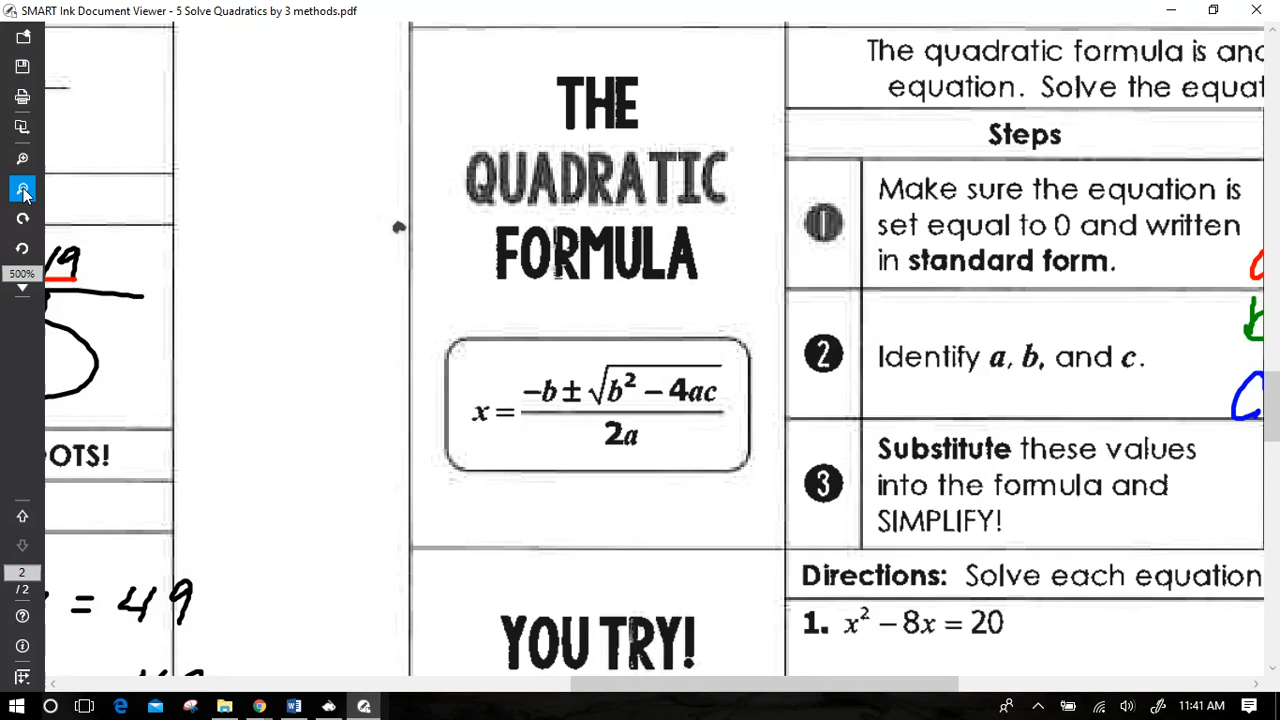 SMART Ink Document Viewer - 5 Solve Quadratics by 3 methods.pdf
500%
2
/ 2
19
OTS!
= 49
THE
QUADRATIC
FORMULA
x = −b ± √b² − 4ac
2a
YOU TRY!
The quadratic formula is
equation. Solve the
Steps
1
Make sure the equation is
set equal to 0 and written
in standard form.
2
Identify a, b, and c.
3
Substitute these values
into the formula and
SIMPLIFY!
Directions: Solve each equation
1. x² − 8x = 20
11:41 AM